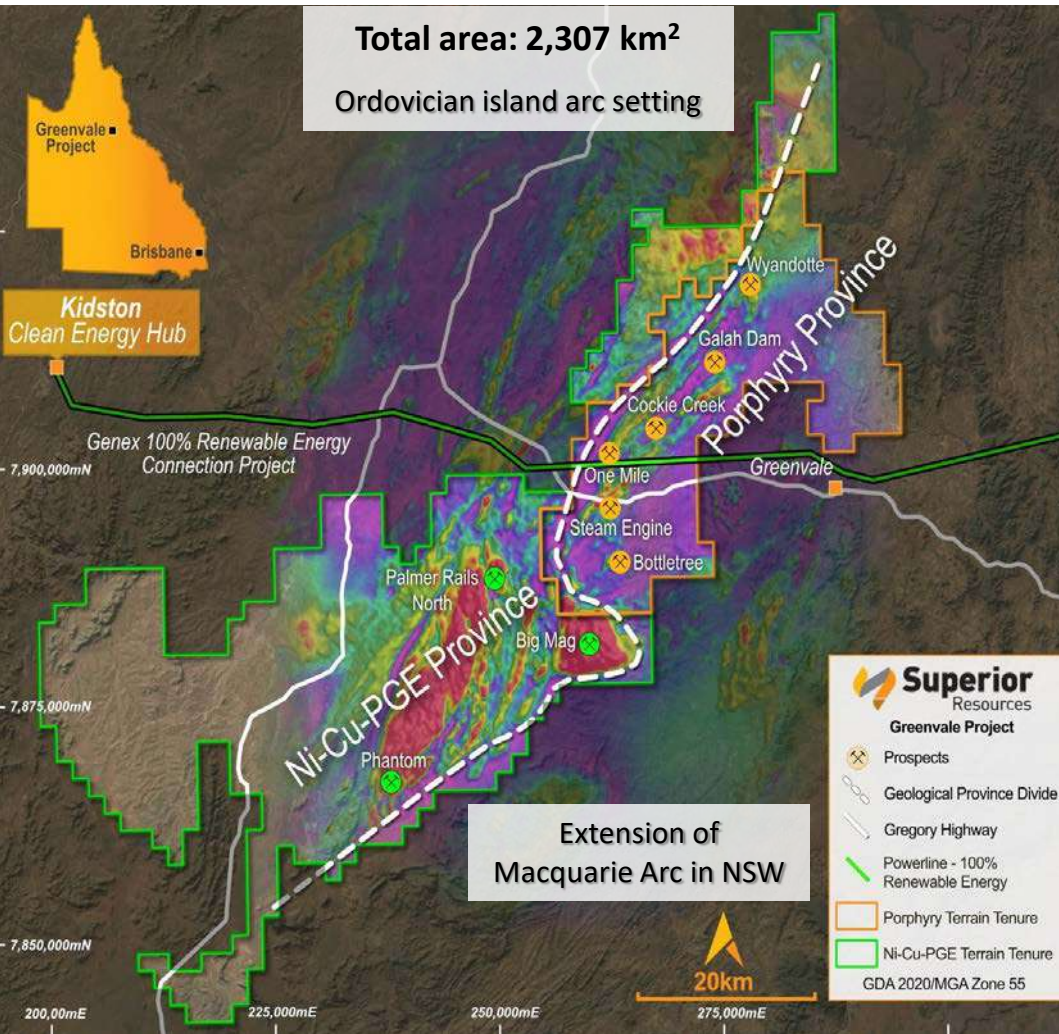 Total area: 2,307 km²
Ordovician island arc setting
Greenvale
Project
Brisbane
Kidston
Clean Energy Hub
Genex 100% Renewable Energy
Connection Project
Wyandotte
Galah Dam
Cockie Creek
One Mile
Steam Engine
Bottletree
Porphyry Province
Greenvale
Palmer Rails
North
Big Mag
Phantom
Ni-Cu-PGE Province
Extension of
Macquarie Arc in NSW
7,900,000mN
7,875,000mN
7,850,000mN
200,00mE
225,000mE
250,000mE
275,000mE
20km
Superior
Resources
Greenvale Project
Prospects
Geological Province Divide
Gregory Highway
Powerline - 100%
Renewable Energy
Porphyry Terrain Tenure
Ni-Cu-PGE Terrain Tenure
GDA 2020/MGA Zone 55